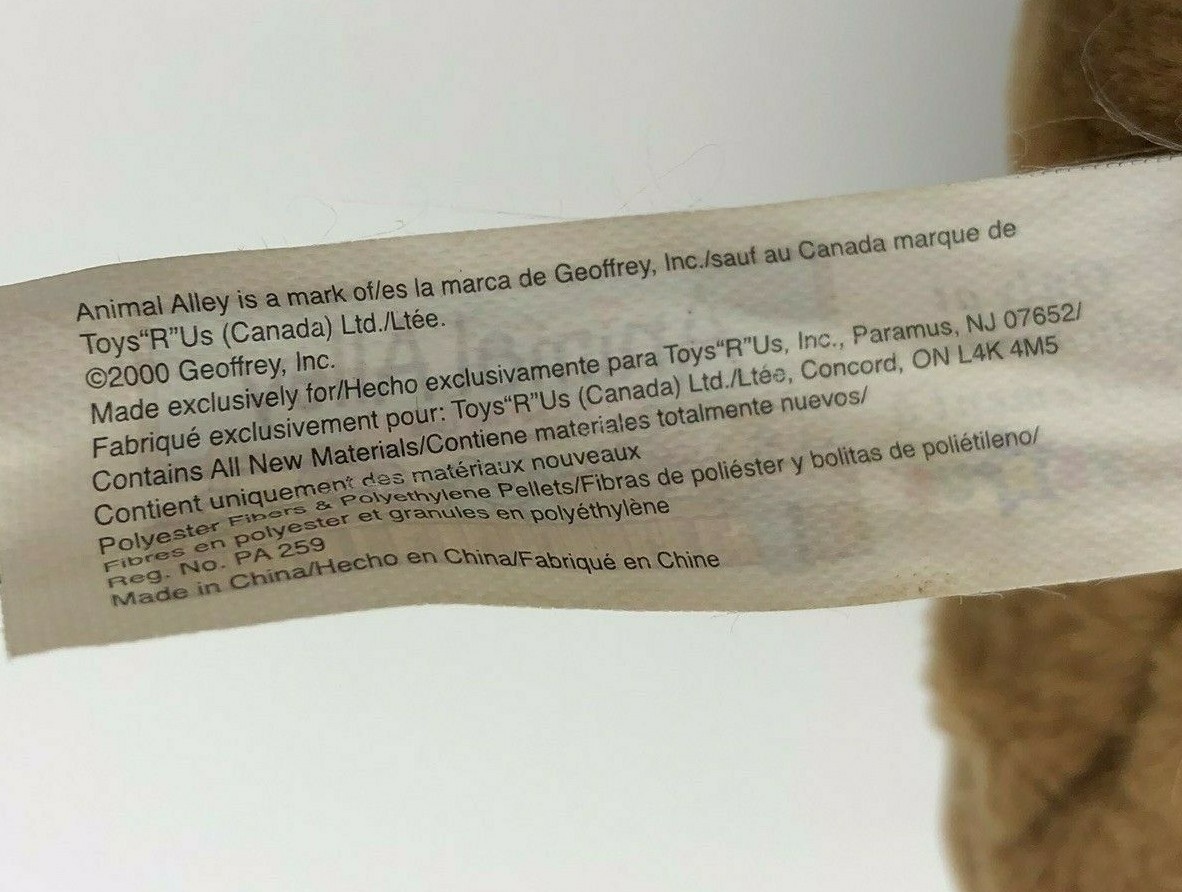 Animal Alley is a mark of/es la marca de Geoffrey, Inc./sauf au Canada marque de
Toys“R”Us (Canada) Ltd./Ltée.
©2000 Geoffrey, Inc.
Made exclusively for/Hecho exclusivamente para Toys“R”Us, Inc., Paramus, NJ 07652/
Fabriqué exclusivement pour: Toys“R”Us (Canada) Ltd./Ltée, Concord, ON L4K 4M5
Contains All New Materials/Contiene materiales totalmente nuevos/
Contient uniquement des matériaux nouveaux
Polyester Fibers & Polyethylene Pellets/Fibras de poliéster y bolitas de poliétileno/
Fibres en polyester et granules en polyéthylène
Reg. No. PA 259
Made in China/Hecho en China/Fabriqué en Chine